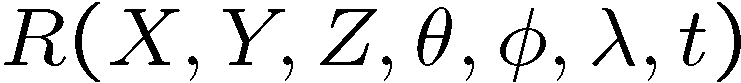 R(X, Y, Z, θ, ϕ, λ, t)